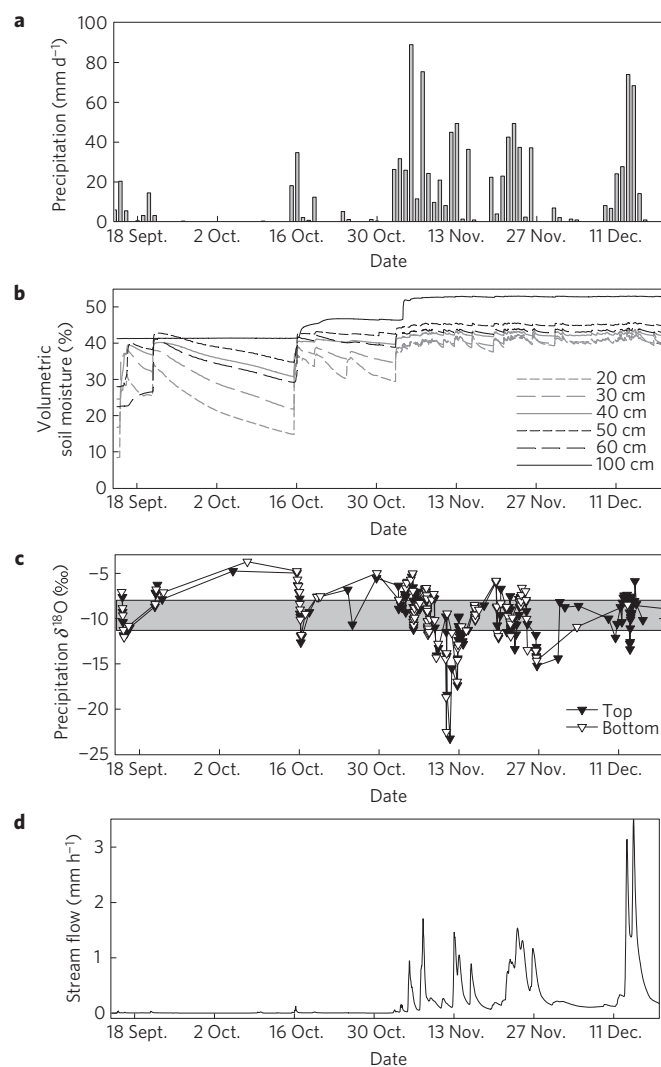 a
100
80
60
40
20
0
Precipitation (mm d⁻¹)
18 Sept. 2 Oct. 16 Oct. 30 Oct. 13 Nov. 27 Nov. 11 Dec.
Date
b
50
40
30
20
10
0
Volumetric
soil moisture (%)
20 cm
30 cm
40 cm
50 cm
60 cm
100 cm
18 Sept. 2 Oct. 16 Oct. 30 Oct. 13 Nov. 27 Nov. 11 Dec.
Date
c
−5
−10
−15
−20
−25
Precipitation δ¹⁸O (‰)
Top
Bottom
18 Sept. 2 Oct. 16 Oct. 30 Oct. 13 Nov. 27 Nov. 11 Dec.
Date
d
3
2
1
0
Stream flow (mm h⁻¹)
18 Sept. 2 Oct. 16 Oct. 30 Oct. 13 Nov. 27 Nov. 11 Dec.
Date